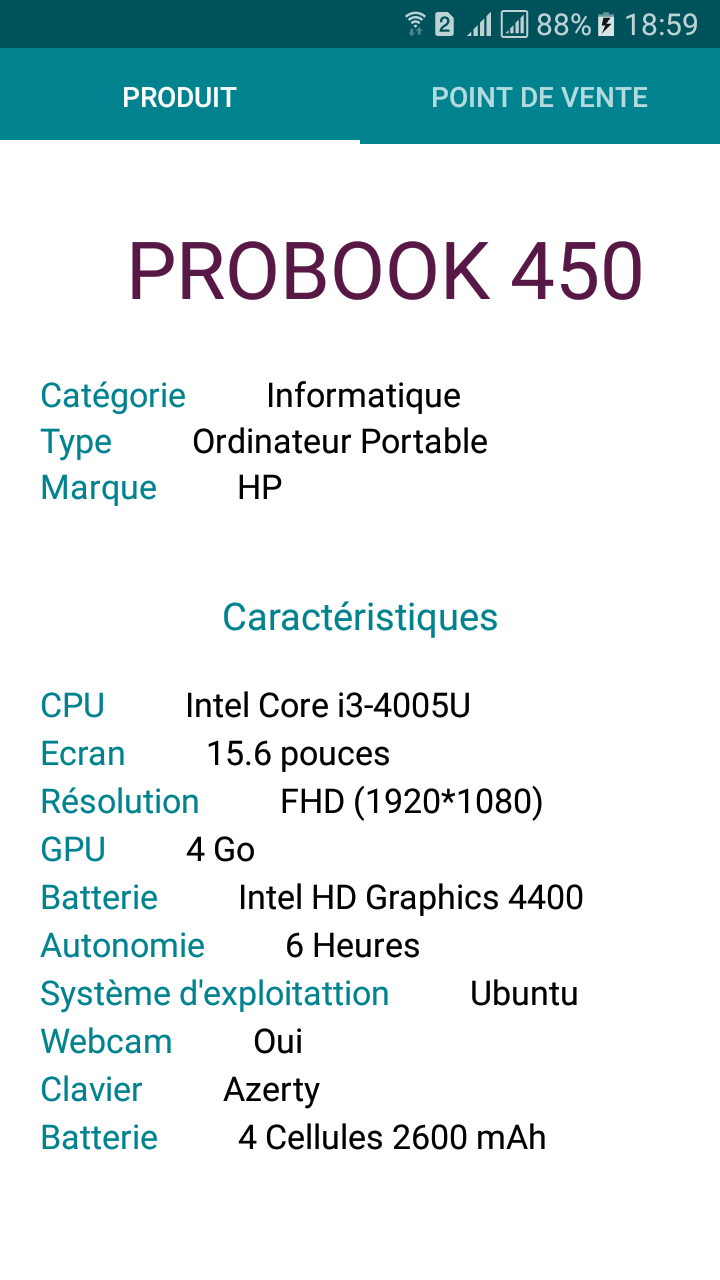 2 88% 18:59
PRODUIT POINT DE VENTE
PROBOOK 450
Catégorie Informatique
Type Ordinateur Portable
Marque HP
Caractéristiques
CPU Intel Core i3-4005U
Ecran 15.6 pouces
Résolution FHD (1920*1080)
GPU 4 Go
Batterie Intel HD Graphics 4400
Autonomie 6 Heures
Système d'exploitattion Ubuntu
Webcam Oui
Clavier Azerty
Batterie 4 Cellules 2600 mAh